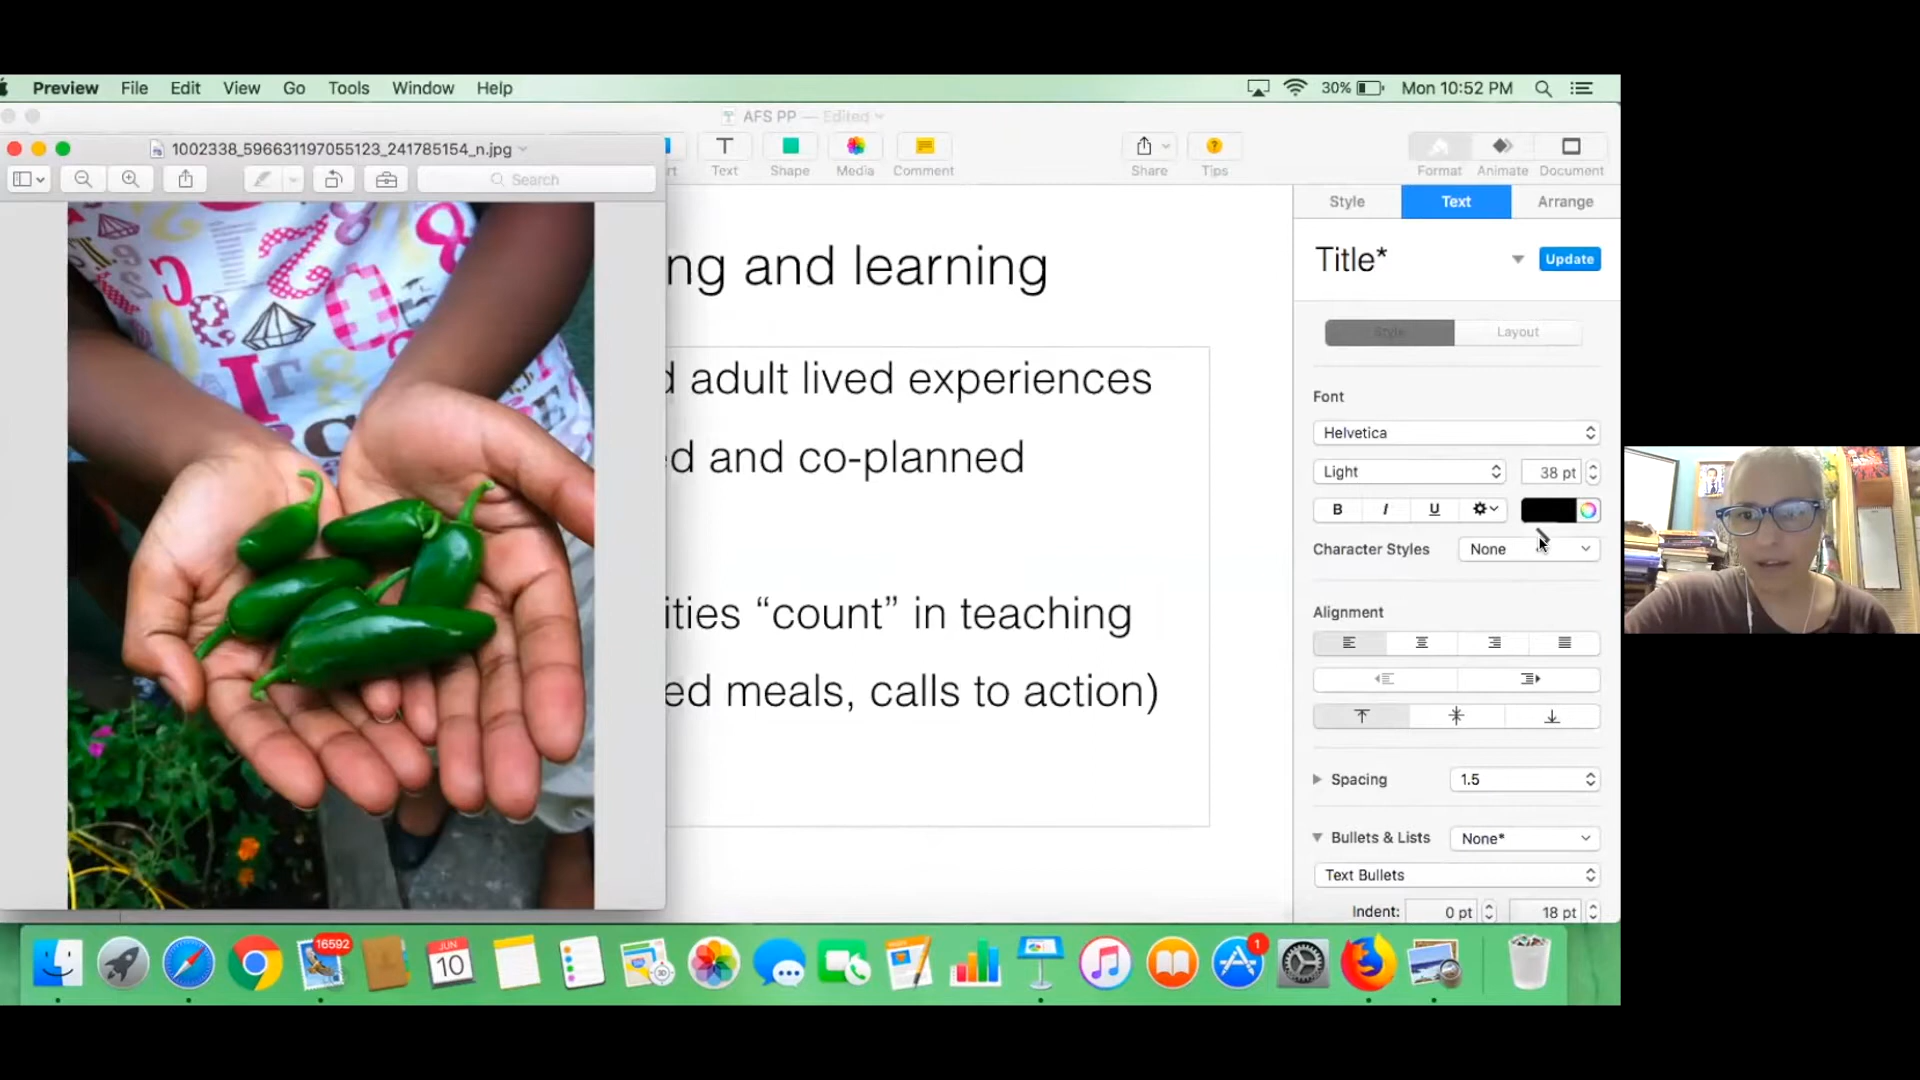 Preview File Edit View Go Tools Window Help 30% Mon 10:52 PM
AFS PP — Edited
1002338_596631197055123_241785154_n.jpg
Search
Text Shape Media Comment Share Tips Format Animate Document
Style Text Arrange
Title* Update
Style Layout
ng and learning
d adult lived experiences
ed and co-planned
ities “count” in teaching
ed meals, calls to action)
Font
Helvetica
Light 38 pt
B I U
Character Styles None
Alignment
Spacing 1.5
Bullets & Lists None*
Text Bullets
Indent: 0 pt 18 pt
16592
JUN
10
1